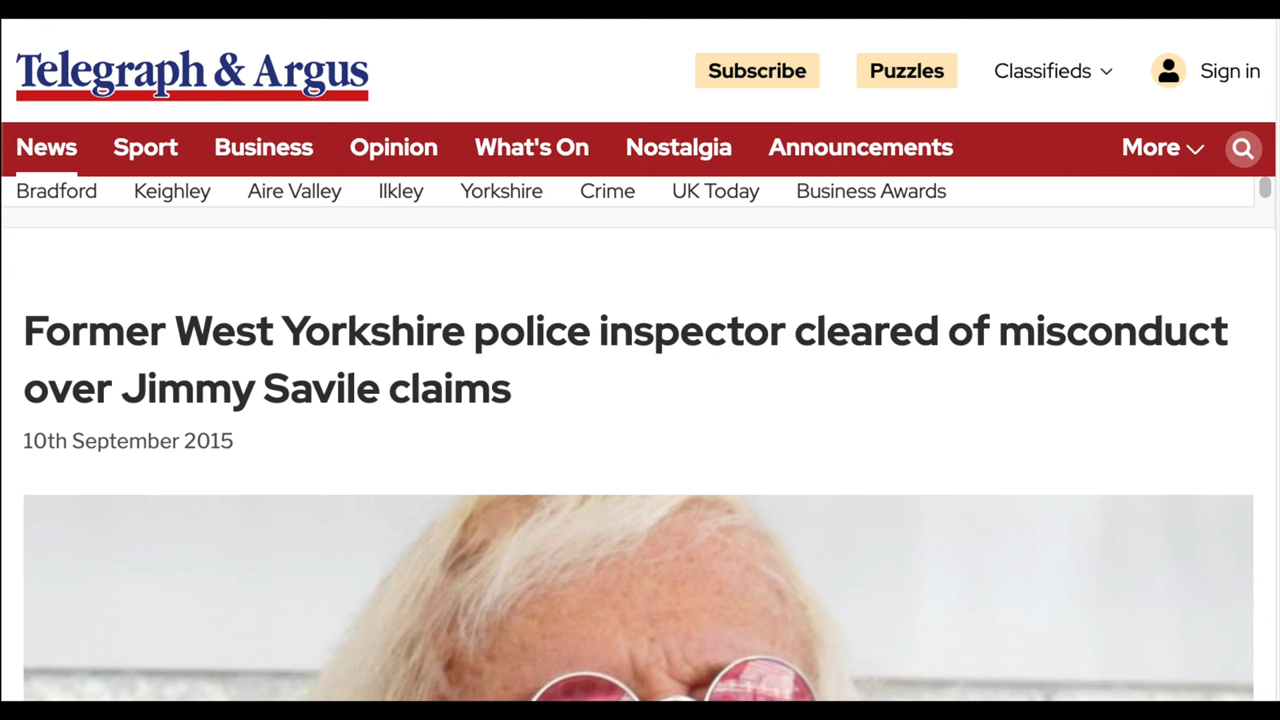 Telegraph & Argus
Subscribe Puzzles Classifieds Sign in
News Sport Business Opinion What's On Nostalgia Announcements More
Bradford Keighley Aire Valley Ilkley Yorkshire Crime UK Today Business Awards
Former West Yorkshire police inspector cleared of misconduct
over Jimmy Savile claims
10th September 2015